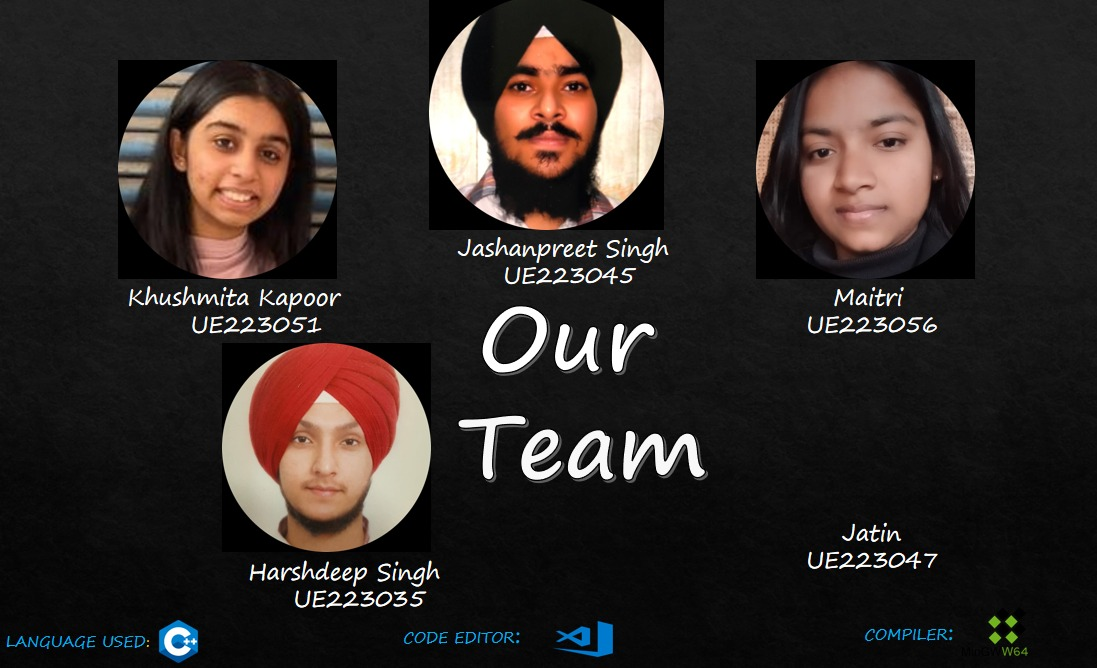 Jashanpreet Singh
UE223045
Khushmita Kapoor
UE223051
Maitri
UE223056
Our
Team
Jatin
UE223047
Harshdeep Singh
UE223035
LANGUAGE USED: C++
CODE EDITOR:
COMPILER:
MinGW W64